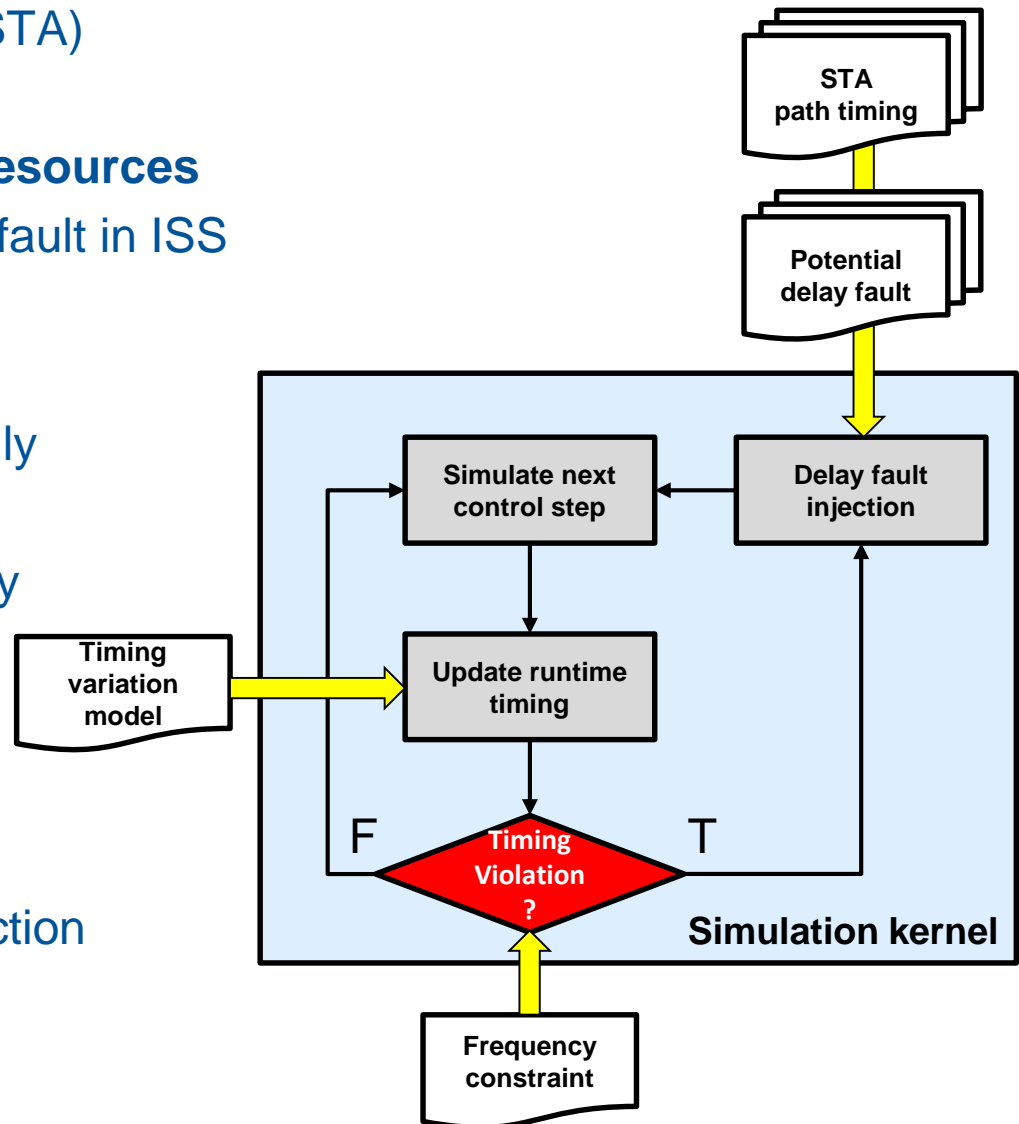 STA)
esources
fault in ISS
ly
y
ction
STA
path timing
Potential
delay fault
Simulate next
control step
Delay fault
injection
Timing
variation
model
Update runtime
timing
F
T
Timing
Violation
?
Simulation kernel
Frequency
constraint